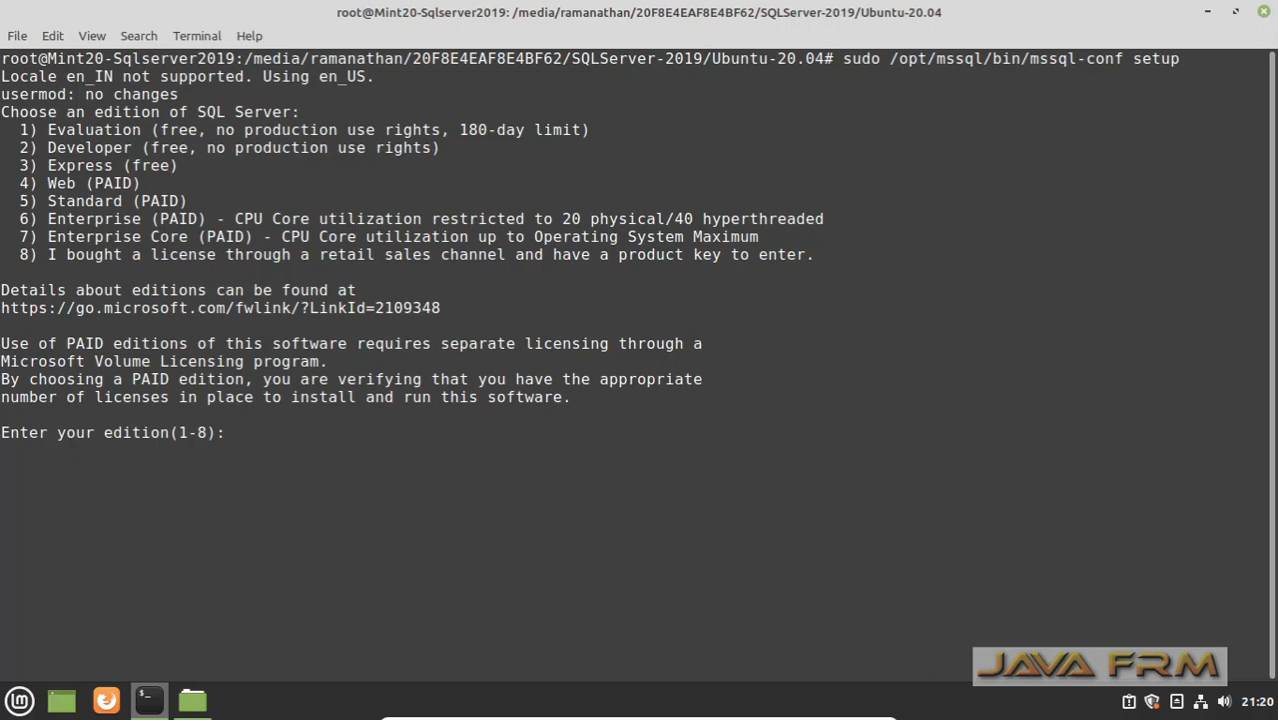 root@Mint20-Sqlserver2019: /media/ramanathan/20F8E4EAF8E4BF62/SQLServer-2019/Ubuntu-20.04
File Edit View Search Terminal Help
root@Mint20-Sqlserver2019:/media/ramanathan/20F8E4EAF8E4BF62/SQLServer-2019/Ubuntu-20.04# sudo /opt/mssql/bin/mssql-conf setup
Locale en_IN not supported. Using en_US.
usermod: no changes
Choose an edition of SQL Server:
  1) Evaluation (free, no production use rights, 180-day limit)
  2) Developer (free, no production use rights)
  3) Express (free)
  4) Web (PAID)
  5) Standard (PAID)
  6) Enterprise (PAID) - CPU Core utilization restricted to 20 physical/40 hyperthreaded
  7) Enterprise Core (PAID) - CPU Core utilization up to Operating System Maximum
  8) I bought a license through a retail sales channel and have a product key to enter.
Details about editions can be found at
https://go.microsoft.com/fwlink/?LinkId=2109348
Use of PAID editions of this software requires separate licensing through a
Microsoft Volume Licensing program.
By choosing a PAID edition, you are verifying that you have the appropriate
number of licenses in place to install and run this software.
Enter your edition(1-8):
JAVA FRM
21:20